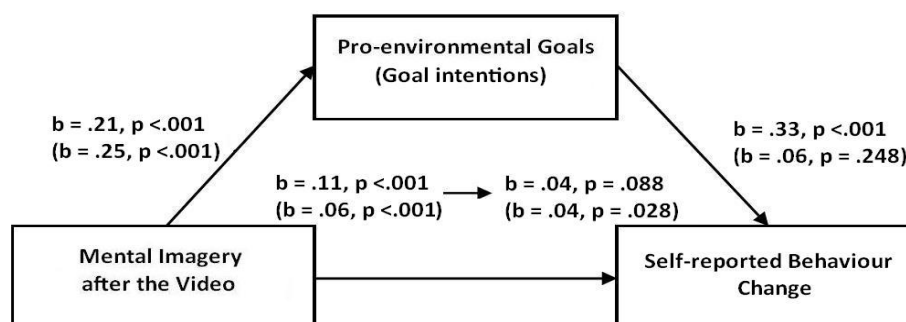 Pro-environmental Goals
(Goal intentions)
b = .21, p <.001
(b = .25, p <.001)
b = .33, p <.001
(b = .06, p = .248)
b = .11, p <.001
(b = .06, p <.001)
b = .04, p = .088
(b = .04, p = .028)
Mental Imagery
after the Video
Self-reported Behaviour
Change